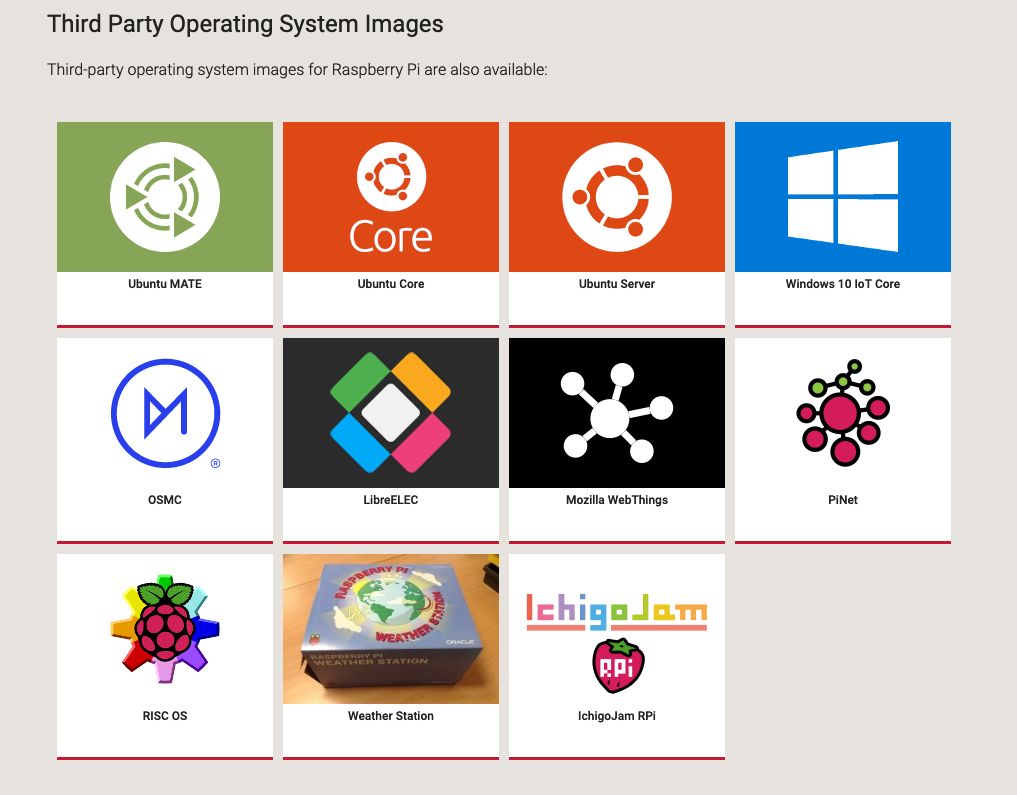 Third Party Operating System Images
Third-party operating system images for Raspberry Pi are also available:
Core
Ubuntu MATE
Ubuntu Core
Ubuntu Server
Windows 10 IoT Core
®
OSMC
LibreELEC
Mozilla WebThings
PiNet
RASPBERRY PI
WEATHER STATION
ORACLE
RASPBERRY PI
WEATHER STATION
IchigoJam
RPi
RISC OS
Weather Station
IchigoJam RPi